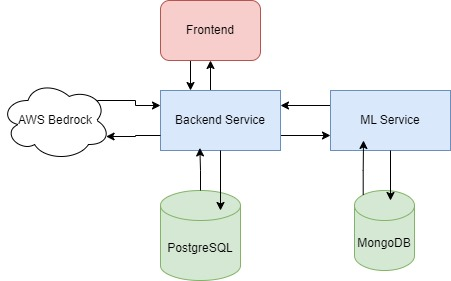 Frontend
AWS Bedrock
Backend Service
ML Service
PostgreSQL
MongoDB